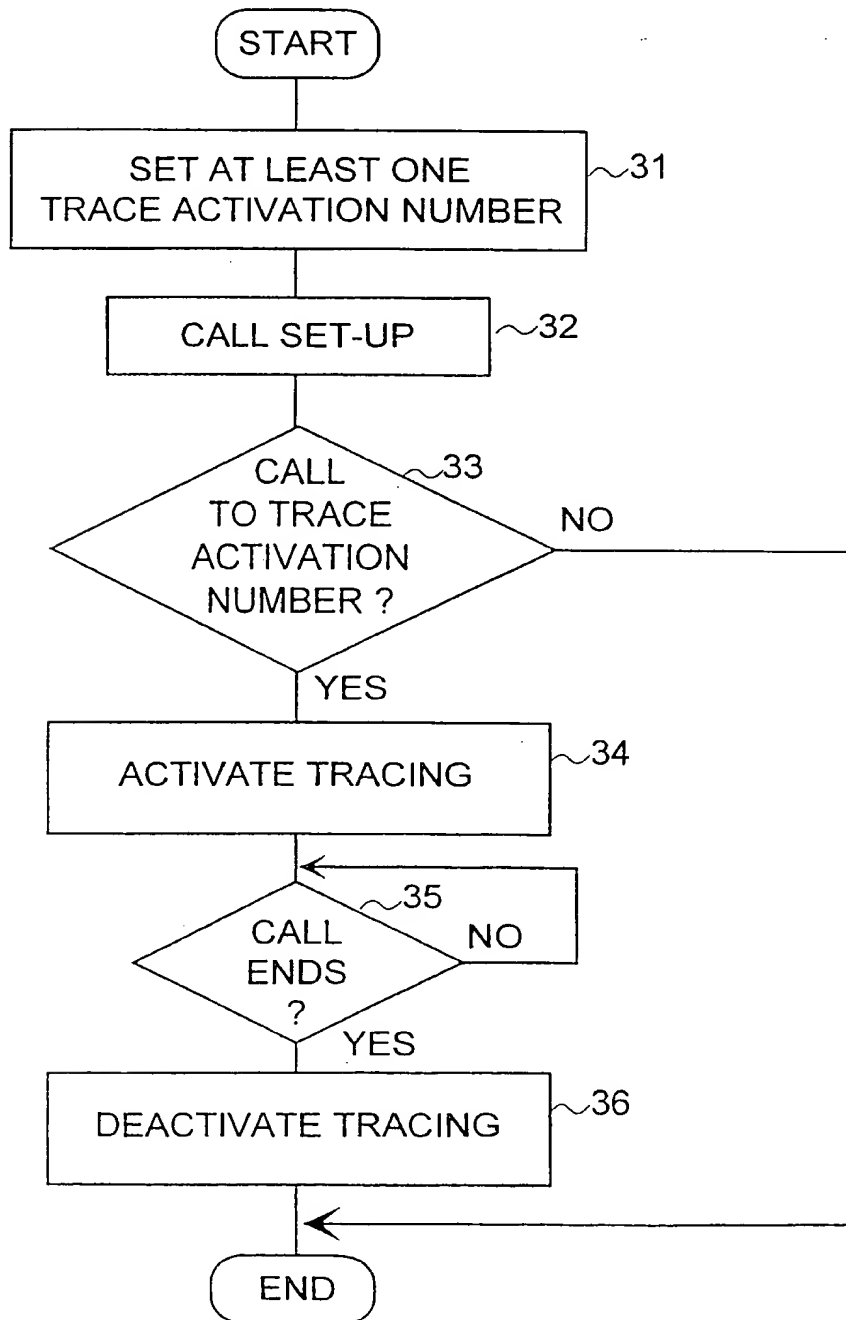 START
SET AT LEAST ONE
TRACE ACTIVATION NUMBER
31
CALL SET-UP
32
CALL
TO TRACE
ACTIVATION
NUMBER ?
33
NO
YES
ACTIVATE TRACING
34
CALL
ENDS
?
35
NO
YES
DEACTIVATE TRACING
36
END